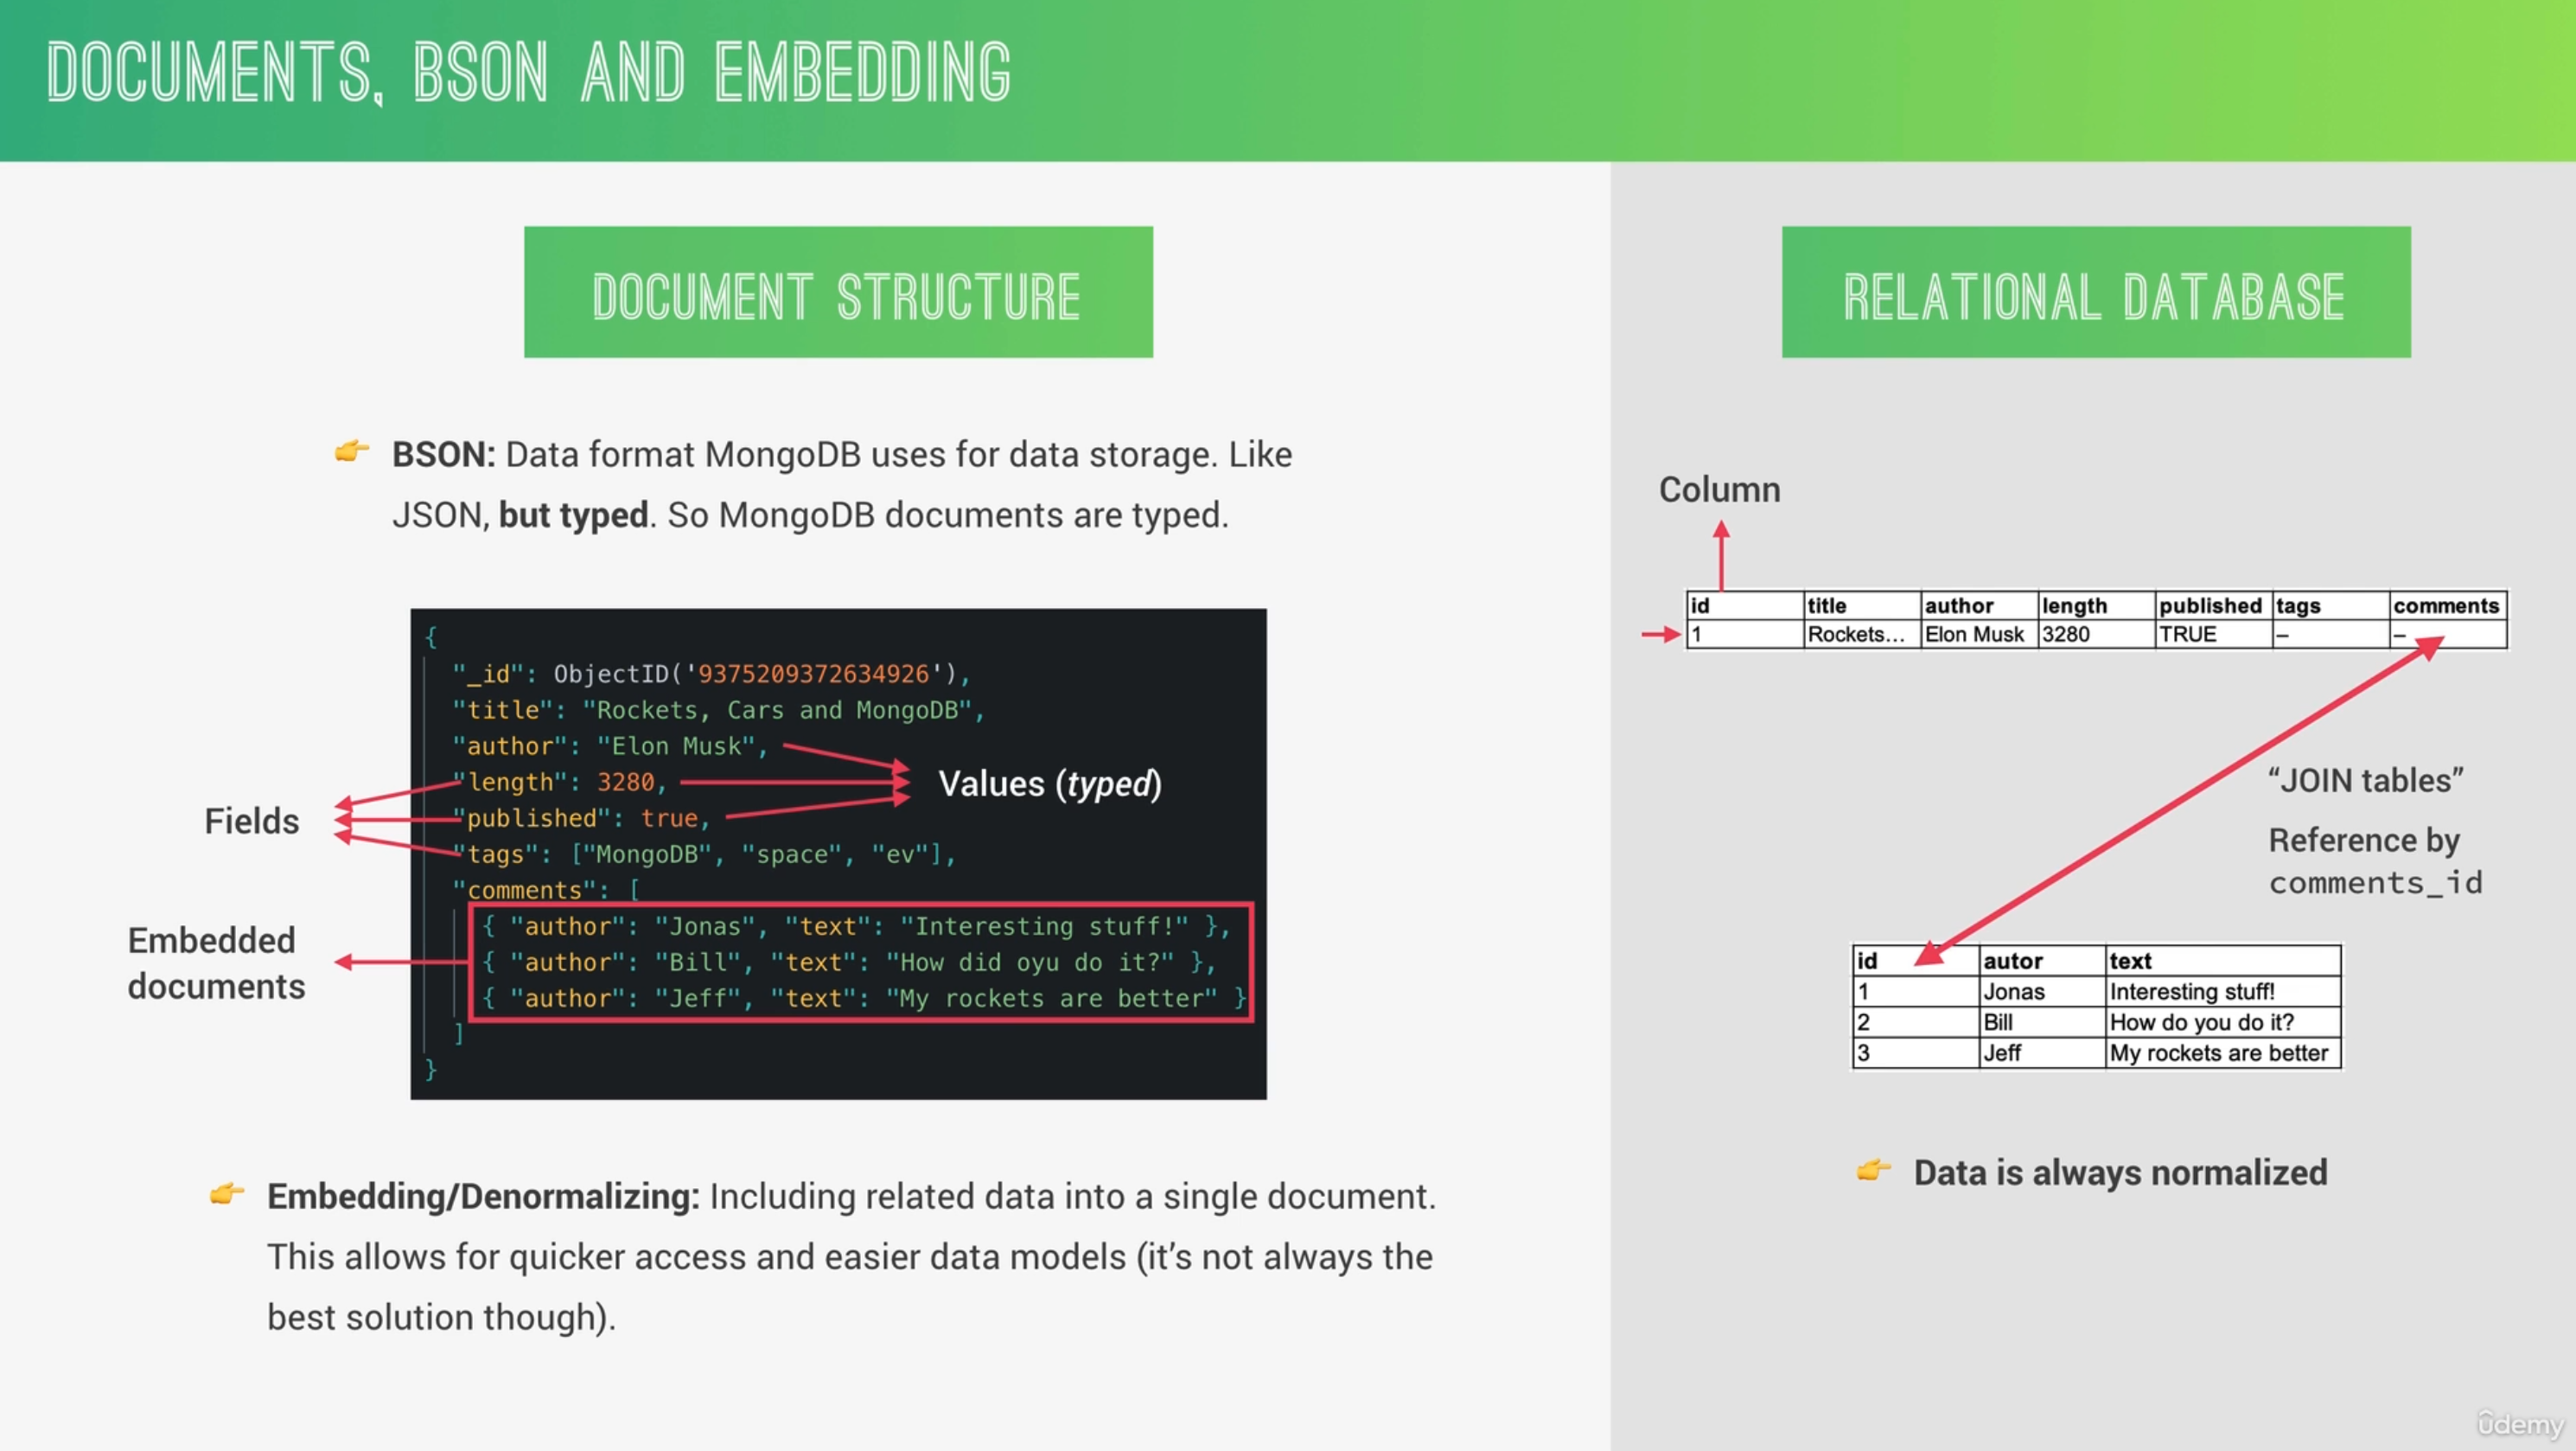 DOCUMENTS, BSON AND EMBEDDING
DOCUMENT STRUCTURE
BSON: Data format MongoDB uses for data storage. Like
JSON, but typed. So MongoDB documents are typed.
{
"_id": ObjectID('9375209372634926'),
"title": "Rockets, Cars and MongoDB",
"author": "Elon Musk",
"length": 3280,
"published": true,
"tags": ["MongoDB", "space", "ev"],
"comments": [
{ "author": "Jonas", "text": "Interesting stuff!" },
{ "author": "Bill", "text": "How did oyu do it?" },
{ "author": "Jeff", "text": "My rockets are better" }
]
}
Values (typed)
Fields
Embedded
documents
Embedding/Denormalizing: Including related data into a single document.
This allows for quicker access and easier data models (it’s not always the
best solution though).
RELATIONAL DATABASE
Column
id title author length published tags comments
1 Rockets... Elon Musk 3280 TRUE – –
“JOIN tables”
Reference by
comments_id
id autor text
1 Jonas Interesting stuff!
2 Bill How do you do it?
3 Jeff My rockets are better
Data is always normalized
ûdemy